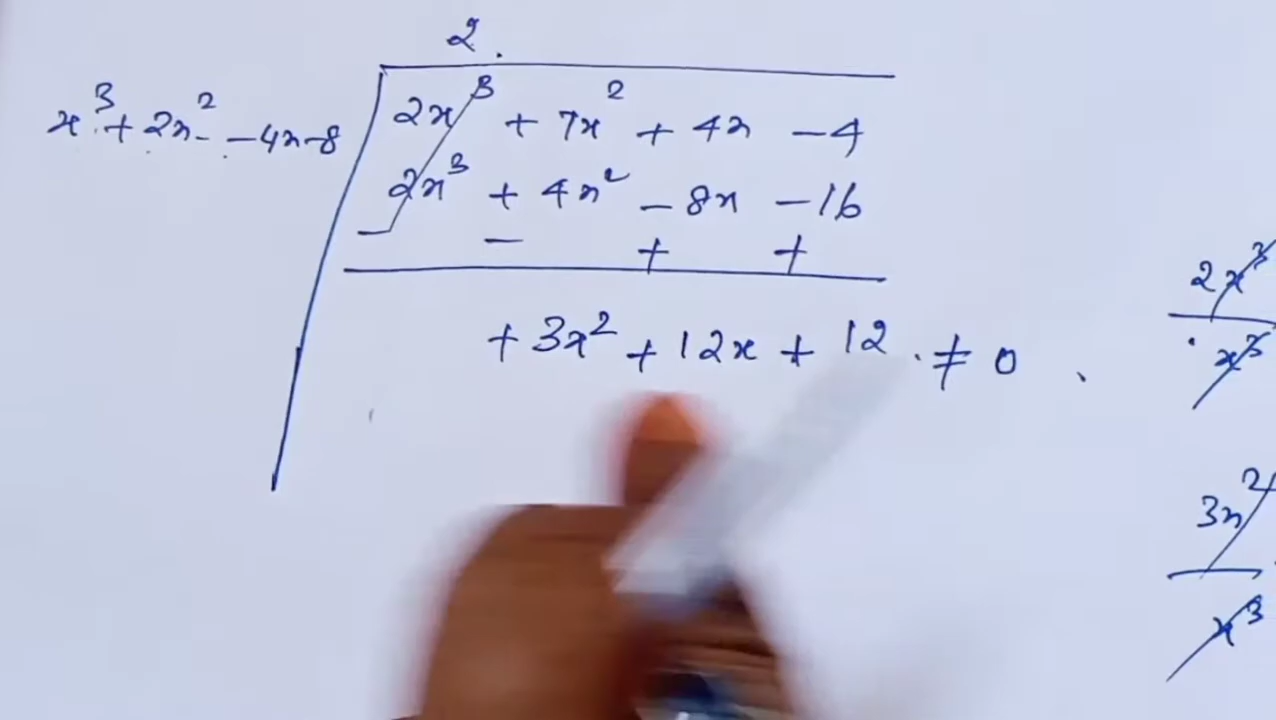 2.
x³ + 2x² - 4x - 8
2x³ + 7x² + 4x - 4
2x³ + 4x² - 8x - 16
- - + +
+ 3x² + 12x + 12 . ≠ 0
2x³
x³
3x²
x³